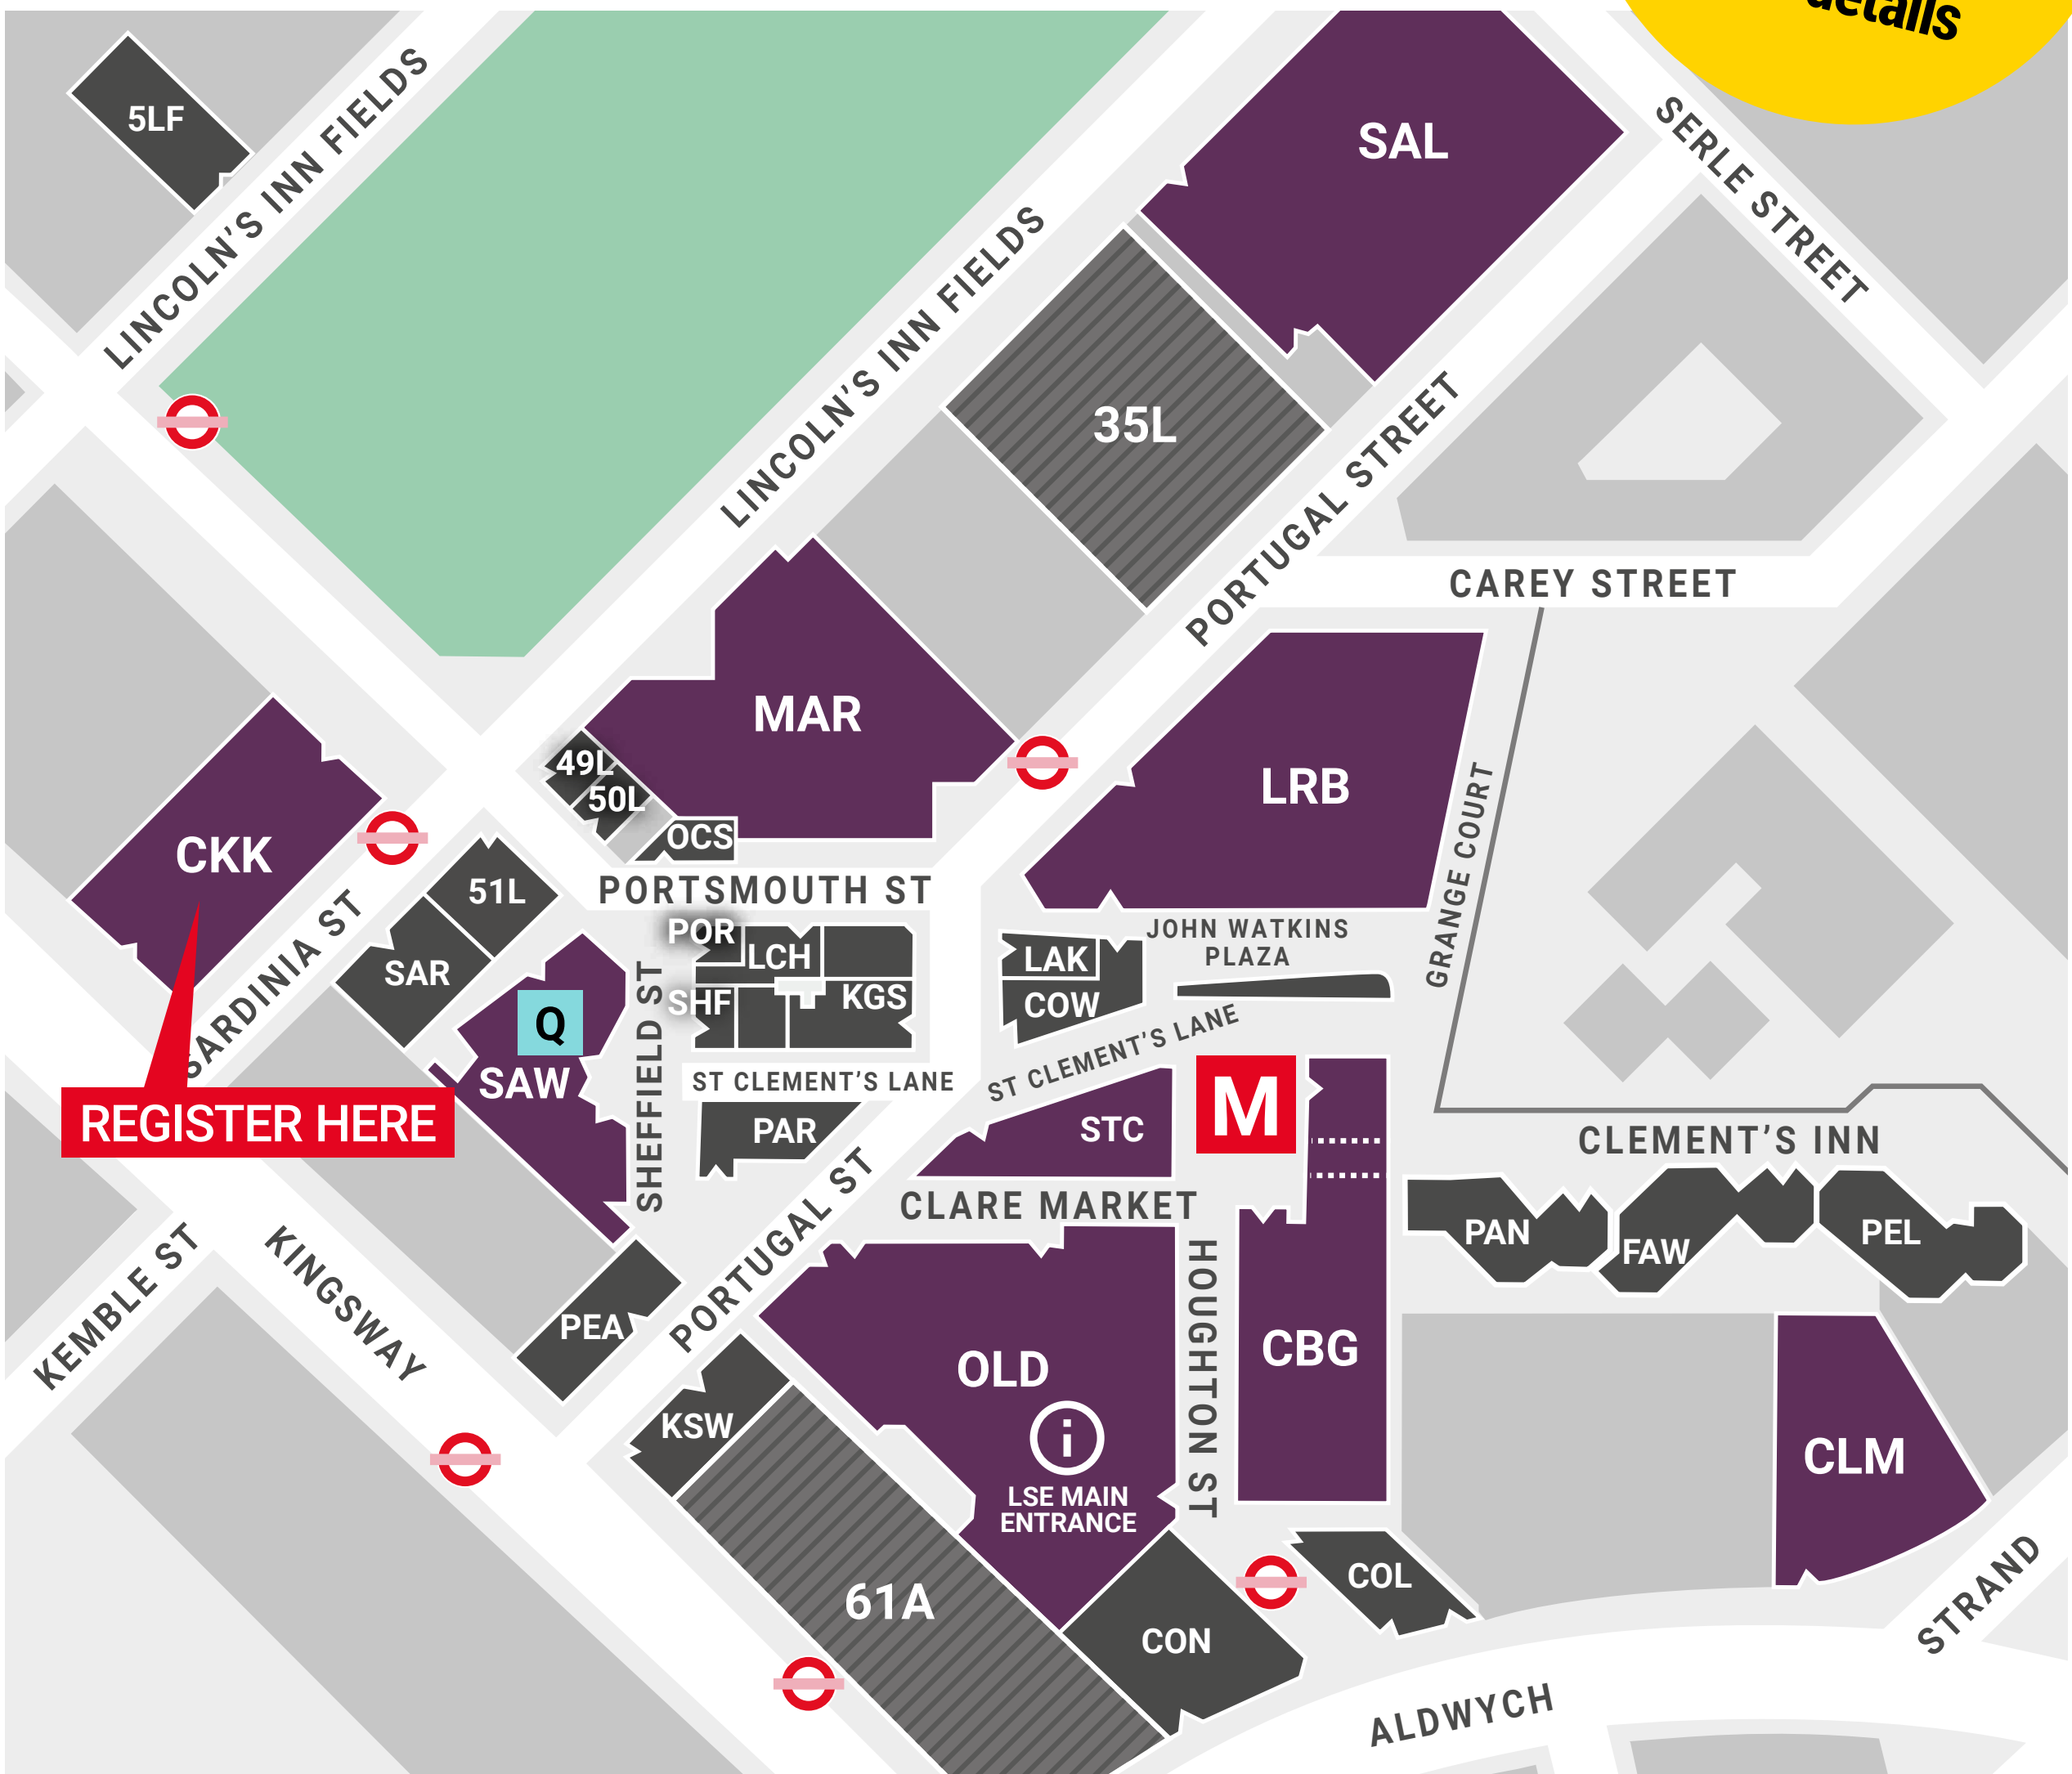 details
5LF
LINCOLN'S INN FIELDS
SAL
SERLE STREET
LINCOLN'S INN FIELDS
35L
PORTUGAL STREET
CAREY STREET
MAR
49L
50L
OCS
LRB
GRANGE COURT
CKK
51L
SAR
SARDINIA ST
PORTSMOUTH ST
POR
LCH
SHF
KGS
LAK
COW
JOHN WATKINS
PLAZA
Q
SAW
SHEFFIELD ST
ST CLEMENT'S LANE
ST CLEMENT'S LANE
REGISTER HERE
PAR
STC
M
CLEMENT'S INN
CLARE MARKET
PAN
FAW
PEL
KEMBLE ST
KINGSWAY
PEA
PORTUGAL ST
HOUGHTON ST
OLD
i
LSE MAIN
ENTRANCE
CBG
KSW
CLM
61A
CON
COL
STRAND
ALDWYCH